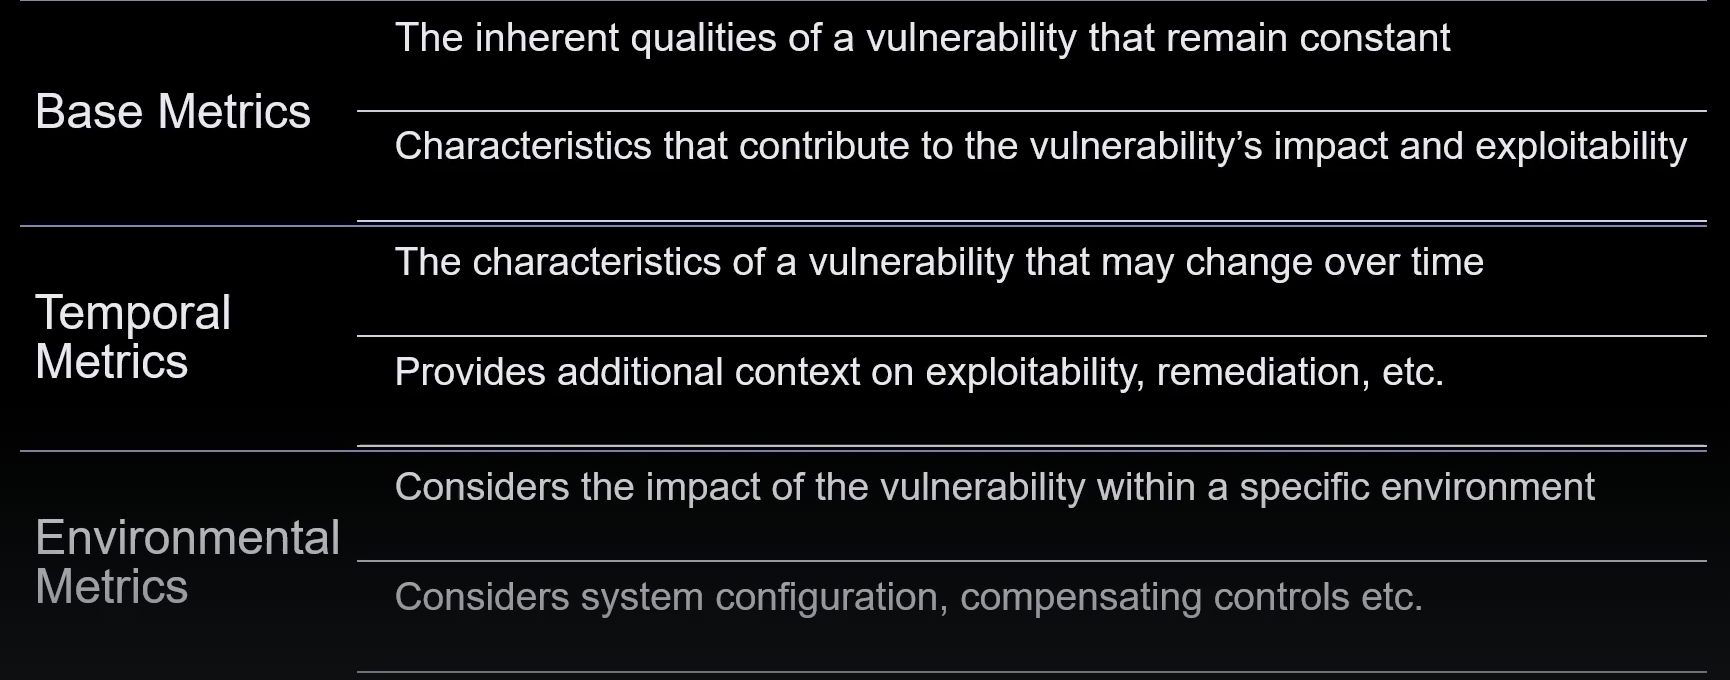 Base Metrics
The inherent qualities of a vulnerability that remain constant
Characteristics that contribute to the vulnerability’s impact and exploitability
Temporal
Metrics
The characteristics of a vulnerability that may change over time
Provides additional context on exploitability, remediation, etc.
Environmental
Metrics
Considers the impact of the vulnerability within a specific environment
Considers system configuration, compensating controls etc.